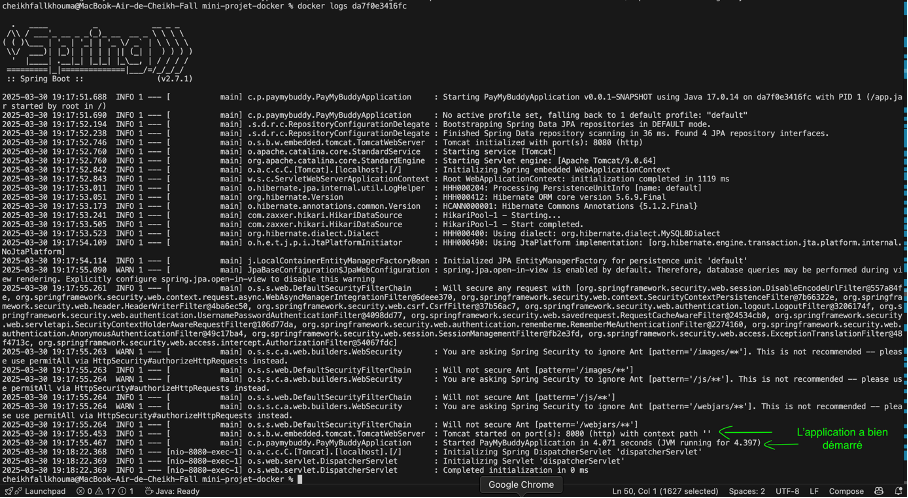 cheikhfallkhouma@MacBook-Air-de-Cheikh-Fall mini-projet-docker % docker logs da7f0e3416fc
:: Spring Boot ::                (v2.7.1)
2025-03-30 19:17:51.688  INFO 1 --- [           main] c.p.paymybuddy.PayMyBuddyApplication     : Starting PayMyBuddyApplication v0.0.1-SNAPSHOT using Java 17.0.14 on da7f0e3416fc with PID 1 (/app.ja
r started by root in /)
2025-03-30 19:17:51.690  INFO 1 --- [           main] c.p.paymybuddy.PayMyBuddyApplication     : No active profile set, falling back to 1 default profile: "default"
2025-03-30 19:17:52.194  INFO 1 --- [           main] .s.d.r.c.RepositoryConfigurationDelegate : Bootstrapping Spring Data JPA repositories in DEFAULT mode.
2025-03-30 19:17:52.238  INFO 1 --- [           main] .s.d.r.c.RepositoryConfigurationDelegate : Finished Spring Data repository scanning in 36 ms. Found 4 JPA repository interfaces.
2025-03-30 19:17:52.746  INFO 1 --- [           main] o.s.b.w.embedded.tomcat.TomcatWebServer  : Tomcat initialized with port(s): 8080 (http)
2025-03-30 19:17:52.760  INFO 1 --- [           main] o.apache.catalina.core.StandardService   : Starting service [Tomcat]
2025-03-30 19:17:52.760  INFO 1 --- [           main] org.apache.catalina.core.StandardEngine  : Starting Servlet engine: [Apache Tomcat/9.0.64]
2025-03-30 19:17:52.842  INFO 1 --- [           main] o.a.c.c.C.[Tomcat].[localhost].[/]       : Initializing Spring embedded WebApplicationContext
2025-03-30 19:17:52.843  INFO 1 --- [           main] w.s.c.ServletWebServerApplicationContext : Root WebApplicationContext: initialization completed in 1119 ms
2025-03-30 19:17:53.011  INFO 1 --- [           main] o.hibernate.jpa.internal.util.LogHelper  : HHH000204: Processing PersistenceUnitInfo [name: default]
2025-03-30 19:17:53.051  INFO 1 --- [           main] org.hibernate.Version                    : HHH000412: Hibernate ORM core version 5.6.9.Final
2025-03-30 19:17:53.173  INFO 1 --- [           main] o.hibernate.annotations.common.Version   : HCANN000001: Hibernate Commons Annotations {5.1.2.Final}
2025-03-30 19:17:53.241  INFO 1 --- [           main] com.zaxxer.hikari.HikariDataSource       : HikariPool-1 - Starting...
2025-03-30 19:17:53.505  INFO 1 --- [           main] com.zaxxer.hikari.HikariDataSource       : HikariPool-1 - Start completed.
2025-03-30 19:17:53.523  INFO 1 --- [           main] org.hibernate.dialect.Dialect            : HHH000400: Using dialect: org.hibernate.dialect.MySQL8Dialect
2025-03-30 19:17:54.109  INFO 1 --- [           main] o.h.e.t.j.p.i.JtaPlatformInitiator       : HHH000490: Using JtaPlatform implementation: [org.hibernate.engine.transaction.jta.platform.internal.
NoJtaPlatform]
2025-03-30 19:17:54.114  INFO 1 --- [           main] j.LocalContainerEntityManagerFactoryBean : Initialized JPA EntityManagerFactory for persistence unit 'default'
2025-03-30 19:17:55.090  WARN 1 --- [           main] JpaBaseConfiguration$JpaWebConfiguration : spring.jpa.open-in-view is enabled by default. Therefore, database queries may be performed during v
iew rendering. Explicitly configure spring.jpa.open-in-view to disable this warning
2025-03-30 19:17:55.261  INFO 1 --- [           main] o.s.s.web.DefaultSecurityFilterChain     : Will secure any request with [org.springframework.security.web.session.DisableEncodeUrlFilter@557a84f
e, org.springframework.security.web.context.request.async.WebAsyncManagerIntegrationFilter@6deee370, org.springframework.security.web.context.SecurityContextPersistenceFilter@7b66322e, org.springfra
mework.security.web.header.HeaderWriterFilter@4ba6ec50, org.springframework.security.web.csrf.CsrfFilter@37b56ac7, org.springframework.security.web.authentication.logout.LogoutFilter@3206174f, org.s
pringframework.security.web.authentication.UsernamePasswordAuthenticationFilter@4098dd77, org.springframework.security.web.savedrequest.RequestCacheAwareFilter@24534cb0, org.springframework.security
.web.servletapi.SecurityContextHolderAwareRequestFilter@106d77da, org.springframework.security.web.authentication.rememberme.RememberMeAuthenticationFilter@2274160, org.springframework.security.web.
authentication.AnonymousAuthenticationFilter@49c17ba4, org.springframework.security.web.session.SessionManagementFilter@fb2e3fd, org.springframework.security.web.access.ExceptionTranslationFilter@48
f4713c, org.springframework.security.web.access.intercept.AuthorizationFilter@54067fdc]
2025-03-30 19:17:55.263  WARN 1 --- [           main] o.s.s.c.a.web.builders.WebSecurity       : You are asking Spring Security to ignore Ant [pattern='/images/**']. This is not recommended -- pleas
e use permitAll via HttpSecurity#authorizeHttpRequests instead.
2025-03-30 19:17:55.263  INFO 1 --- [           main] o.s.s.web.DefaultSecurityFilterChain     : Will not secure Ant [pattern='/images/**']
2025-03-30 19:17:55.264  WARN 1 --- [           main] o.s.s.c.a.web.builders.WebSecurity       : You are asking Spring Security to ignore Ant [pattern='/js/**']. This is not recommended -- please us
e permitAll via HttpSecurity#authorizeHttpRequests instead.
2025-03-30 19:17:55.264  INFO 1 --- [           main] o.s.s.web.DefaultSecurityFilterChain     : Will not secure Ant [pattern='/js/**']
2025-03-30 19:17:55.264  WARN 1 --- [           main] o.s.s.c.a.web.builders.WebSecurity       : You are asking Spring Security to ignore Ant [pattern='/webjars/**']. This is not recommended -- plea
se use permitAll via HttpSecurity#authorizeHttpRequests instead.
2025-03-30 19:17:55.264  INFO 1 --- [           main] o.s.s.web.DefaultSecurityFilterChain     : Will not secure Ant [pattern='/webjars/**']
2025-03-30 19:17:55.453  INFO 1 --- [           main] o.s.b.w.embedded.tomcat.TomcatWebServer  : Tomcat started on port(s): 8080 (http) with context path ''
2025-03-30 19:17:55.467  INFO 1 --- [           main] c.p.paymybuddy.PayMyBuddyApplication     : Started PayMyBuddyApplication in 4.071 seconds (JVM running for 4.397)
L'application a bien
démarré
2025-03-30 19:18:22.368  INFO 1 --- [nio-8080-exec-1] o.a.c.c.C.[Tomcat].[localhost].[/]       : Initializing Spring DispatcherServlet 'dispatcherServlet'
2025-03-30 19:18:22.369  INFO 1 --- [nio-8080-exec-1] o.s.web.servlet.DispatcherServlet        : Initializing Servlet 'dispatcherServlet'
2025-03-30 19:18:22.369  INFO 1 --- [nio-8080-exec-1] o.s.web.servlet.DispatcherServlet        : Completed initialization in 0 ms
cheikhfallkhouma@MacBook-Air-de-Cheikh-Fall mini-projet-docker %
Google Chrome
Launchpad 0 17 1 Java: Ready Ln 50, Col 1 (1627 selected) Spaces: 2 UTF-8 LF Compose